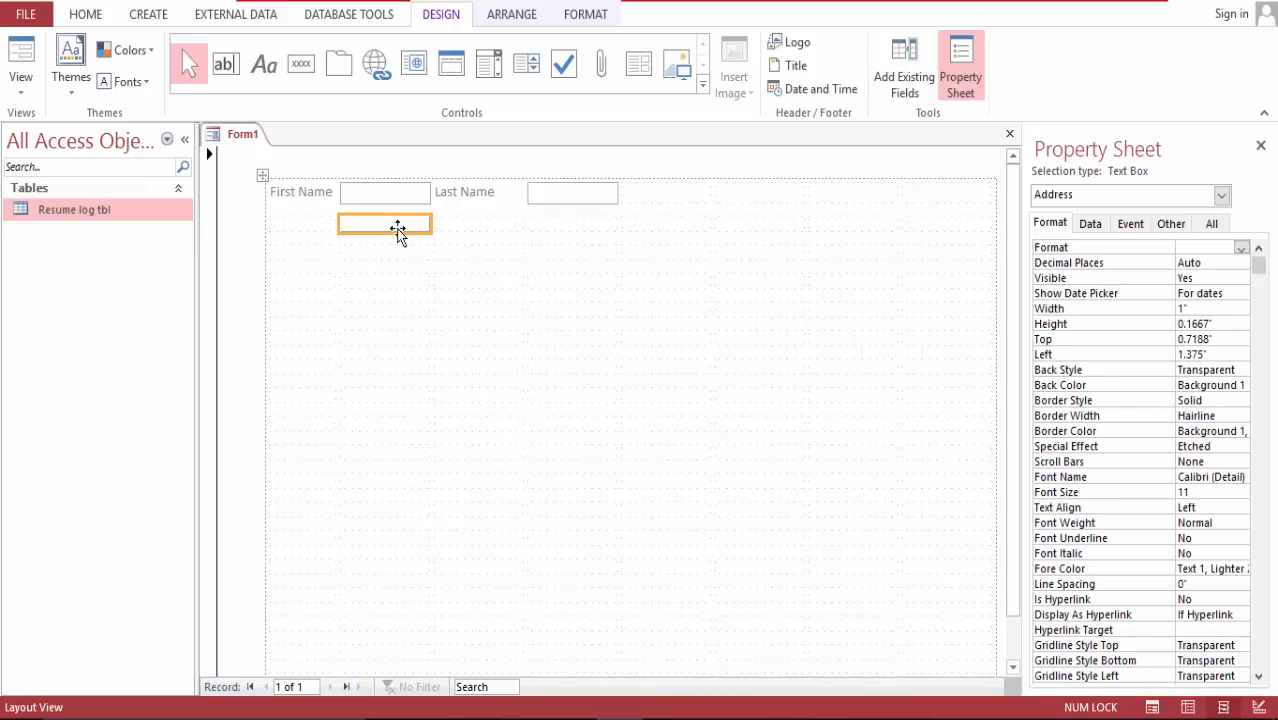 FILE HOME CREATE EXTERNAL DATA DATABASE TOOLS DESIGN ARRANGE FORMAT Sign in
View
Views
Aa
Themes
Colors
Fonts
Themes
ab
Aa
xxxx
Controls
Insert
Image
Logo
Title
Date and Time
Header / Footer
Add Existing
Fields
Property
Sheet
Tools
All Access Obje...
Search...
Tables
Resume log tbl
Form1
First Name Last Name
Property Sheet
Selection type: Text Box
Address
Format Data Event Other All
Format
Decimal Places Auto
Visible Yes
Show Date Picker For dates
Width 1"
Height 0.1667"
Top 0.7188"
Left 1.375"
Back Style Transparent
Back Color Background 1
Border Style Solid
Border Width Hairline
Border Color Background 1,
Special Effect Etched
Scroll Bars None
Font Name Calibri (Detail)
Font Size 11
Text Align Left
Font Weight Normal
Font Underline No
Font Italic No
Fore Color Text 1, Lighter
Line Spacing 0"
Is Hyperlink No
Display As Hyperlink If Hyperlink
Hyperlink Target
Gridline Style Top Transparent
Gridline Style Bottom Transparent
Gridline Style Left Transparent
Record: 1 of 1 No Filter Search
Layout View NUM LOCK